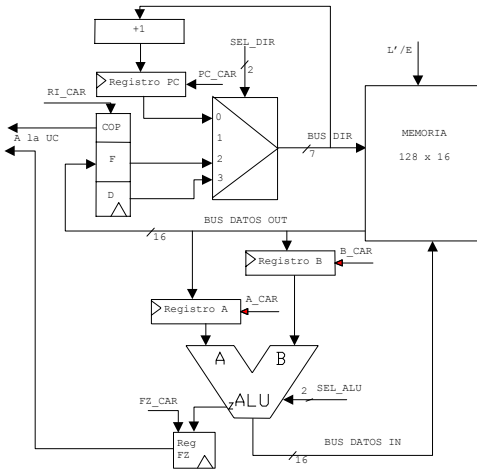 +1
SEL_DIR
2
L'/E
Registro PC
PC_CAR
RI_CAR
COP
0
MEMORIA
128 x 16
A la UC
1
BUS DIR
7
F
2
D
3
BUS DATOS OUT
16
Registro B
B_CAR
Registro A
A_CAR
A
B
2
SEL_ALU
ALU
z
FZ_CAR
Reg
FZ
BUS DATOS IN
16